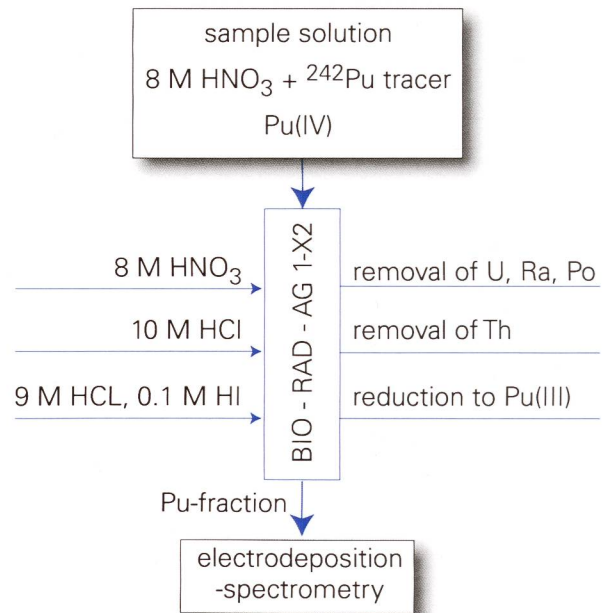 sample solution
8 M HNO₃ + ²⁴²Pu tracer
Pu(IV)
BIO - RAD - AG 1-X2
8 M HNO₃
removal of U, Ra, Po
10 M HCl
removal of Th
9 M HCL, 0.1 M HI
reduction to Pu(III)
Pu-fraction
electrodeposition
-spectrometry